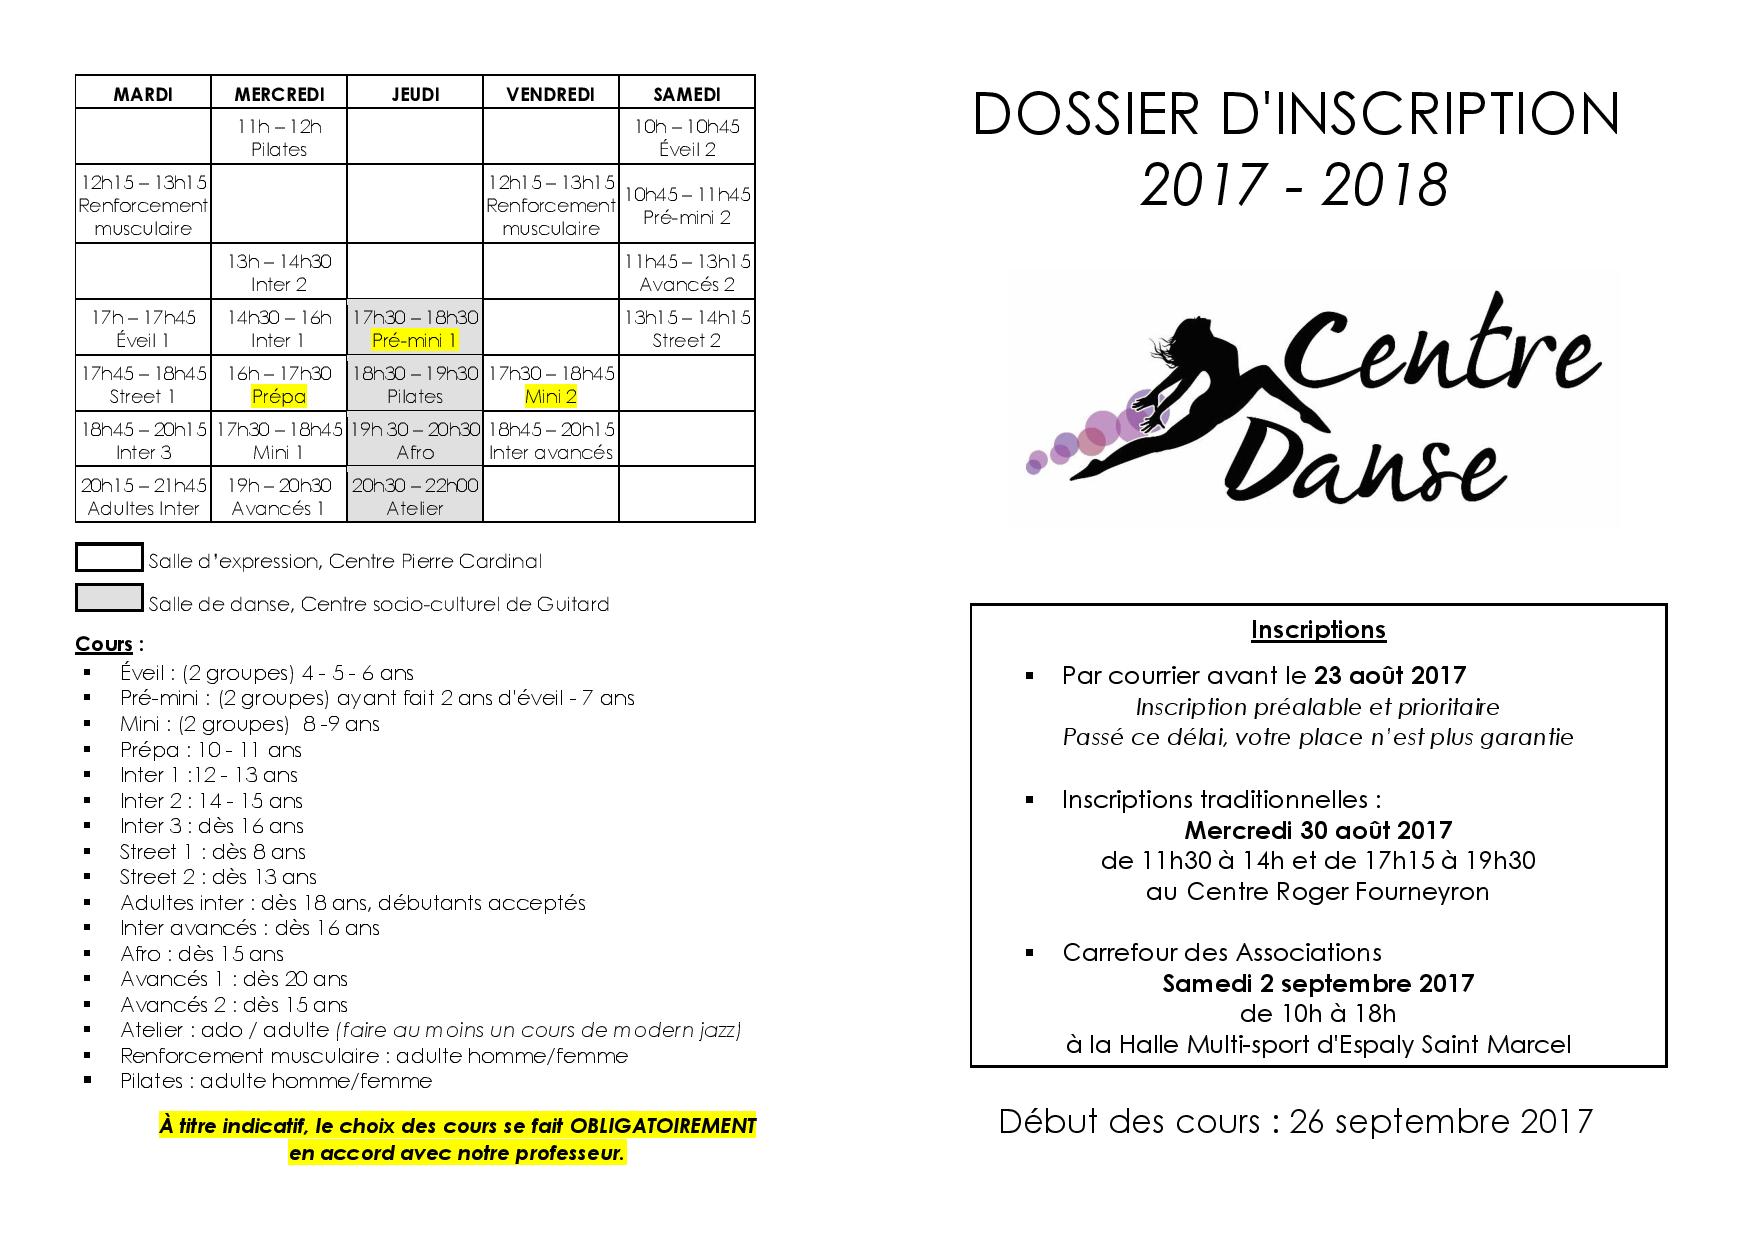 MARDI MERCREDI JEUDI VENDREDI SAMEDI
11h – 12h 10h – 10h45
Pilates Éveil 2
12h15 – 13h15 12h15 – 13h15 10h45 – 11h45
Renforcement Renforcement Pré-mini 2
musculaire musculaire
13h – 14h30 11h45 – 13h15
Inter 2 Avancés 2
17h – 17h45 14h30 – 16h 17h30 – 18h30 13h15 – 14h15
Éveil 1 Inter 1 Pré-mini 1 Street 2
17h45 – 18h45 16h – 17h30 18h30 – 19h30 17h30 – 18h45
Street 1 Prépa Pilates Mini 2
18h45 – 20h15 17h30 – 18h45 19h 30 – 20h30 18h45 – 20h15
Inter 3 Mini 1 Afro Inter avancés
20h15 – 21h45 19h – 20h30 20h30 – 22h00
Adultes Inter Avancés 1 Atelier
Salle d'expression, Centre Pierre Cardinal
Salle de danse, Centre socio-culturel de Guitard
Cours :
▪ Éveil : (2 groupes) 4 - 5 - 6 ans
▪ Pré-mini : (2 groupes) ayant fait 2 ans d'éveil - 7 ans
▪ Mini : (2 groupes) 8 -9 ans
▪ Prépa : 10 - 11 ans
▪ Inter 1 :12 - 13 ans
▪ Inter 2 : 14 - 15 ans
▪ Inter 3 : dès 16 ans
▪ Street 1 : dès 8 ans
▪ Street 2 : dès 13 ans
▪ Adultes inter : dès 18 ans, débutants acceptés
▪ Inter avancés : dès 16 ans
▪ Afro : dès 15 ans
▪ Avancés 1 : dès 20 ans
▪ Avancés 2 : dès 15 ans
▪ Atelier : ado / adulte (faire au moins un cours de modern jazz)
▪ Renforcement musculaire : adulte homme/femme
▪ Pilates : adulte homme/femme
À titre indicatif, le choix des cours se fait OBLIGATOIREMENT
en accord avec notre professeur.
DOSSIER D'INSCRIPTION
2017 - 2018
Centre
Danse
Inscriptions
▪ Par courrier avant le 23 août 2017
Inscription préalable et prioritaire
Passé ce délai, votre place n'est plus garantie
▪ Inscriptions traditionnelles :
Mercredi 30 août 2017
de 11h30 à 14h et de 17h15 à 19h30
au Centre Roger Fourneyron
▪ Carrefour des Associations
Samedi 2 septembre 2017
de 10h à 18h
à la Halle Multi-sport d'Espaly Saint Marcel
Début des cours : 26 septembre 2017